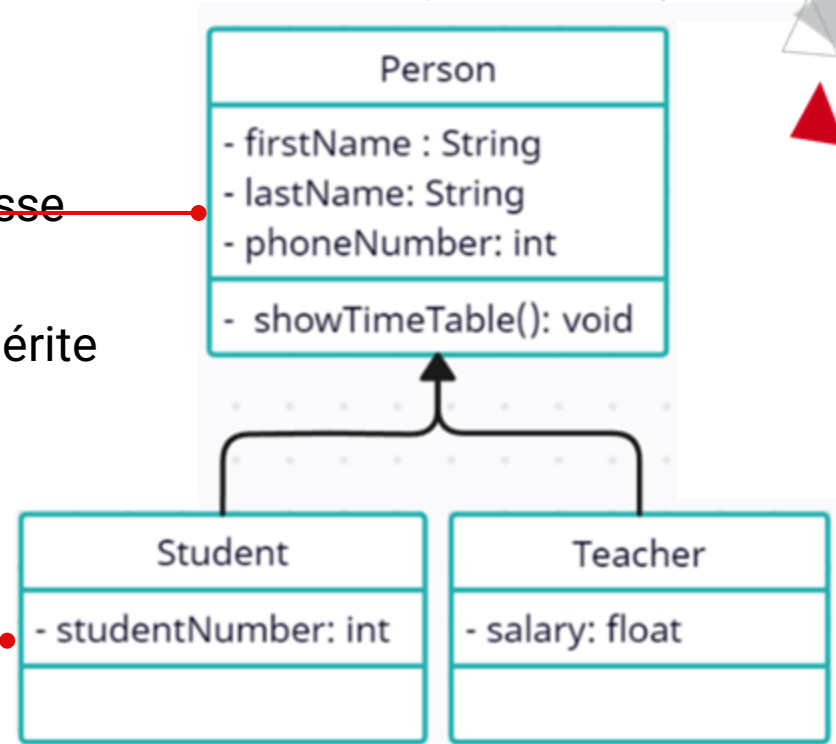 Person
- firstName : String
- lastName: String
- phoneNumber: int
- showTimeTable(): void
sse
érite
Student
- studentNumber: int
Teacher
- salary: float